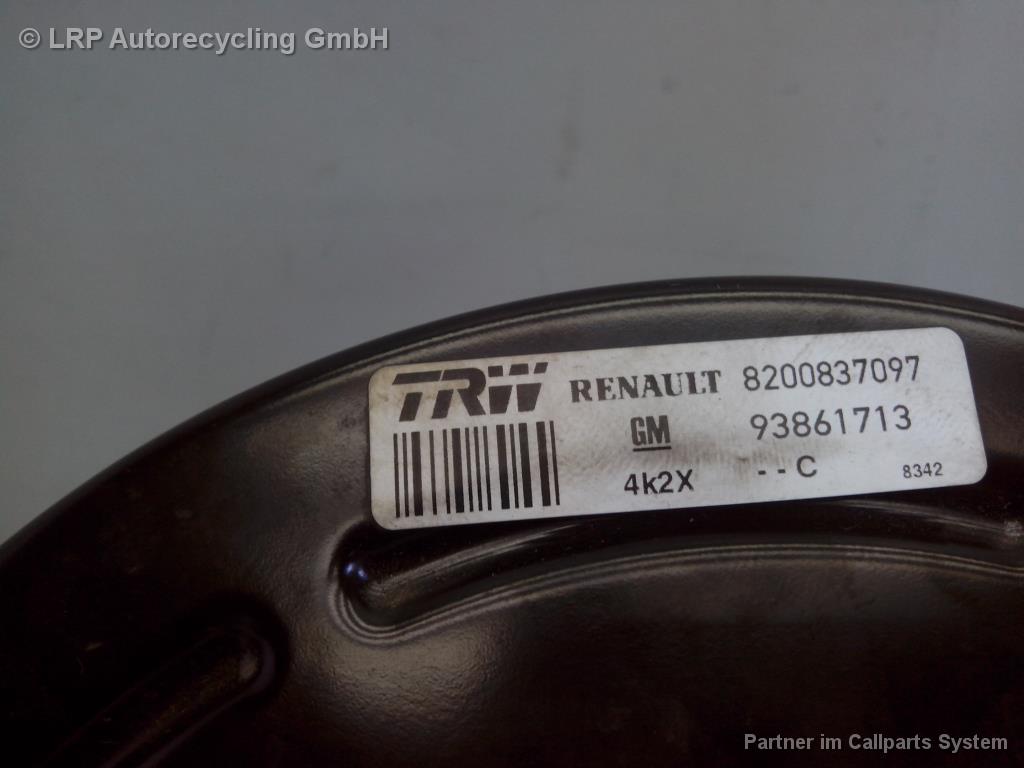 © LRP Autorecycling GmbH
TRW RENAULT 8200837097
GM 93861713
4k2X --C 8342
Partner im Callparts System